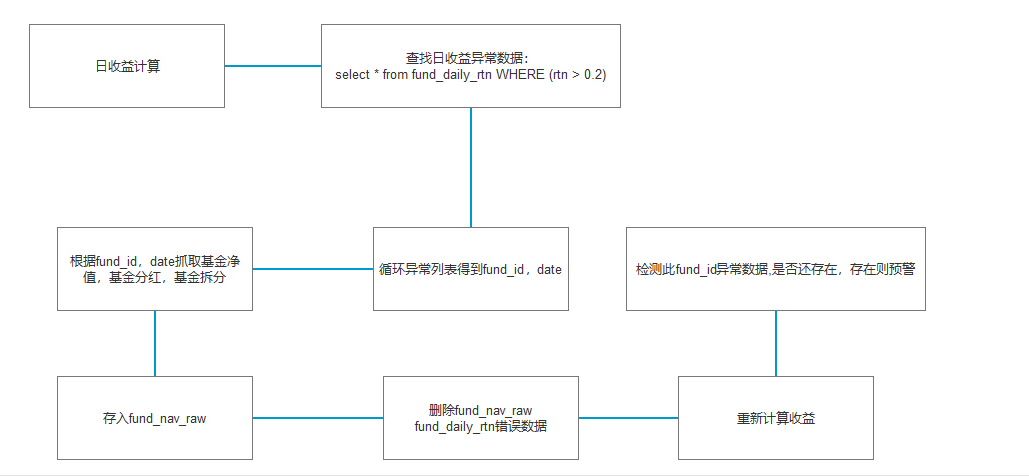 日收益计算
查找日收益异常数据：
select * from fund_daily_rtn WHERE (rtn > 0.2)
根据fund_id，date抓取基金净
值，基金分红，基金拆分
循环异常列表得到fund_id，date
检测此fund_id异常数据,是否还存在，存在则预警
存入fund_nav_raw
删除fund_nav_raw
fund_daily_rtn错误数据
重新计算收益